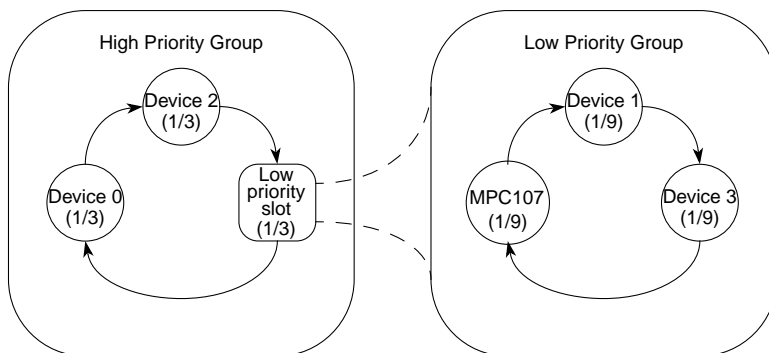 High Priority Group
Device 2
(1/3)
Device 0
(1/3)
Low
priority
slot
(1/3)
Low Priority Group
Device 1
(1/9)
MPC107
(1/9)
Device 3
(1/9)